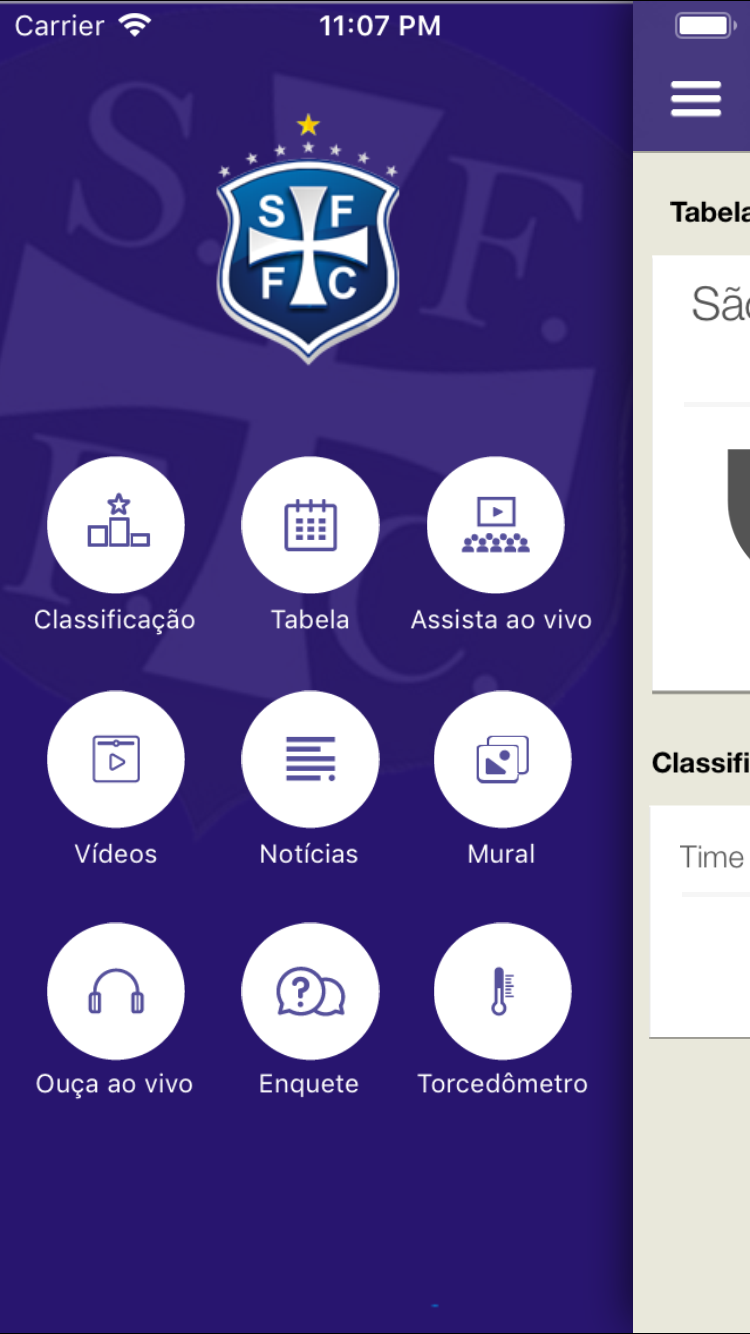 Carrier
11:07 PM
S. F.
F. C.
S F
F C
Tabela
São
Classificação
Tabela
Assista ao vivo
Classifi
Vídeos
Notícias
Mural
Time
Ouça ao vivo
Enquete
Torcedômetro